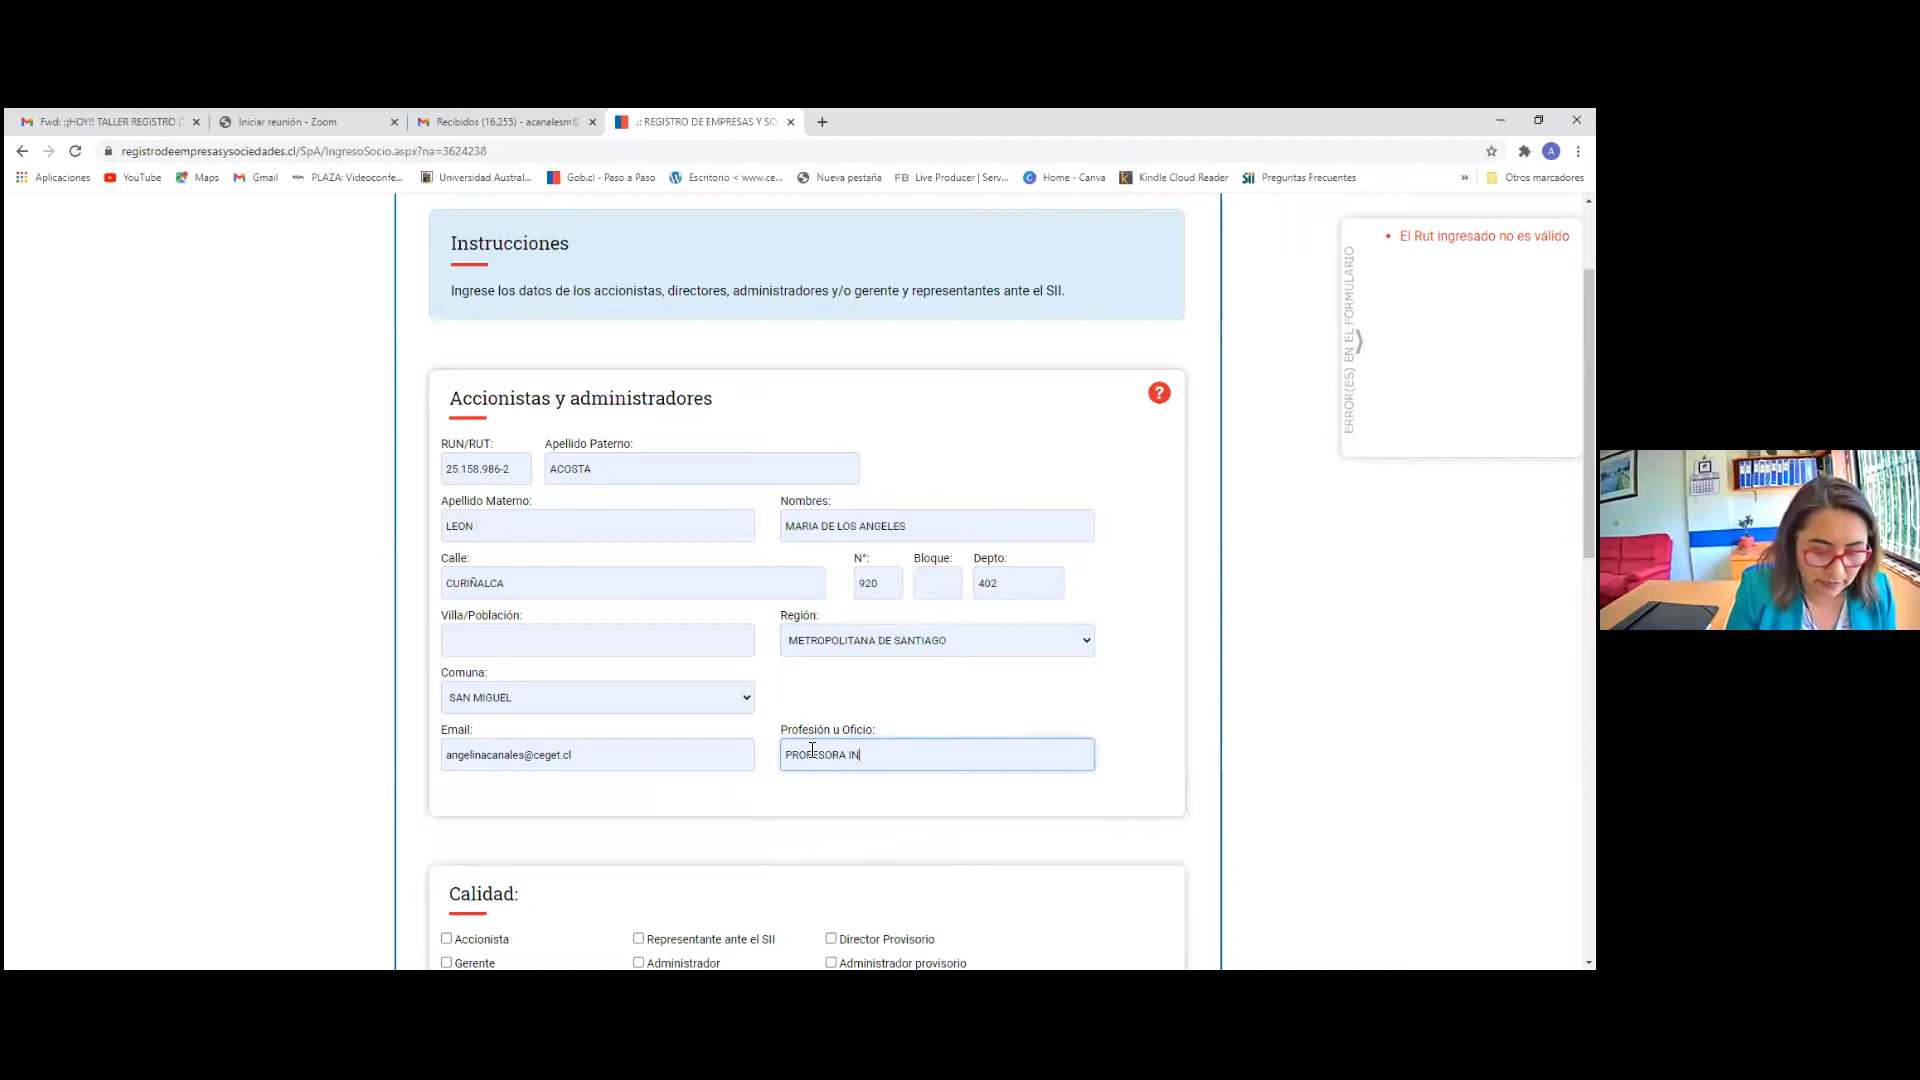 Fwd: ¡¡HOY!! TALLER REGISTRO D
Iniciar reunión - Zoom
Recibidos (16.255) - acanalesm@
.:: REGISTRO DE EMPRESAS Y SO
registrodeempresasysociedades.cl/SpA/IngresoSocio.aspx?na=3624238
A
Aplicaciones
YouTube
Maps
Gmail
PLAZA: Videoconfe...
Universidad Austral...
Gob.cl - Paso a Paso
Escritorio < www.ce...
Nueva pestaña
FB Live Producer | Serv...
Home - Canva
Kindle Cloud Reader
Sii Preguntas Frecuentes
»
Otros marcadores
Instrucciones
Ingrese los datos de los accionistas, directores, administradores y/o gerente y representantes ante el SII.
ERROR(ES) EN EL FORMULARIO
• El Rut ingresado no es válido
Accionistas y administradores
?
RUN/RUT: Apellido Paterno:
25.158.986-2 ACOSTA
Apellido Materno: Nombres:
LEON MARIA DE LOS ANGELES
Calle: N°: Bloque: Depto:
CURIÑALCA 920 402
Villa/Población: Región:
METROPOLITANA DE SANTIAGO
Comuna:
SAN MIGUEL
Email: Profesión u Oficio:
angelinacanales@ceget.cl PROFESORA IN
Calidad:
Accionista Representante ante el SII Director Provisorio
Gerente Administrador Administrador provisorio